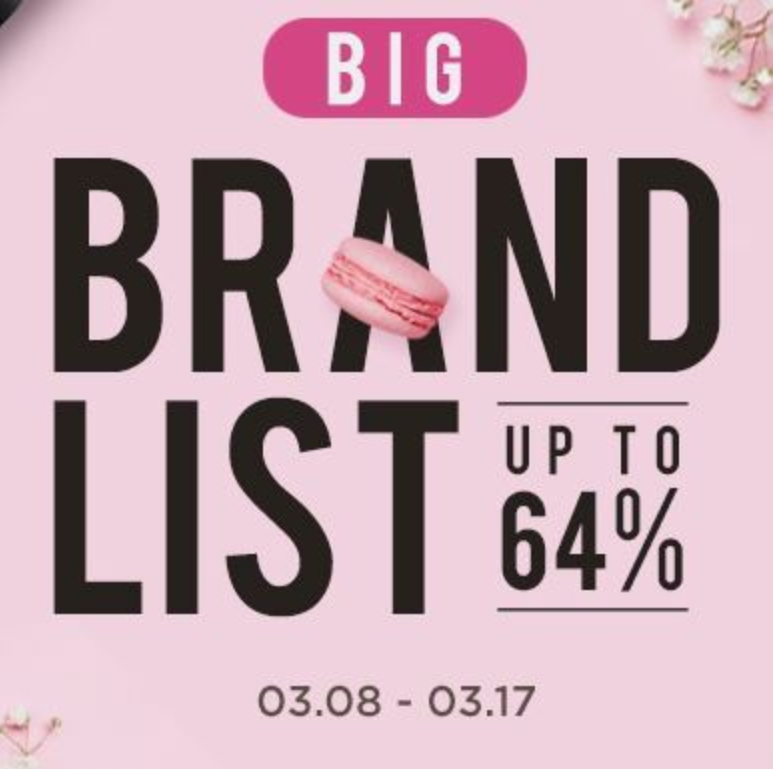 BIG
BRAND
LIST
UP TO
64%
03.08 - 03.17